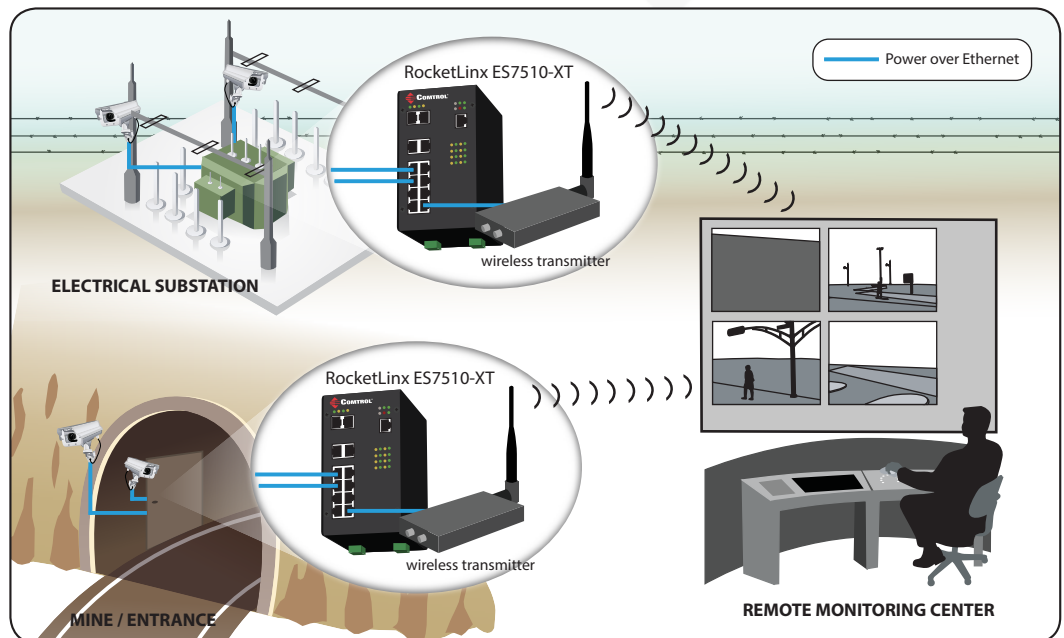 Power over Ethernet
RocketLinx ES7510-XT
COMTROL
wireless transmitter
ELECTRICAL SUBSTATION
RocketLinx ES7510-XT
COMTROL
wireless transmitter
MINE / ENTRANCE
REMOTE MONITORING CENTER